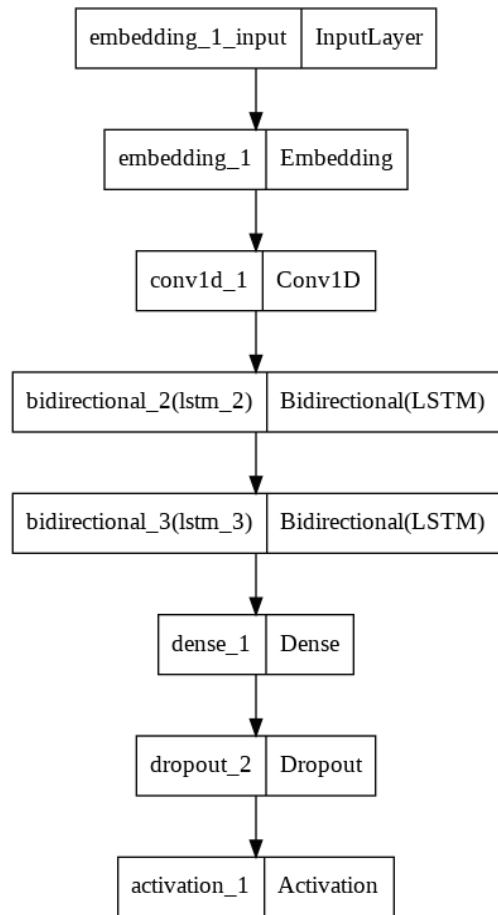 embedding_1_input InputLayer
embedding_1 Embedding
conv1d_1 Conv1D
bidirectional_2(lstm_2) Bidirectional(LSTM)
bidirectional_3(lstm_3) Bidirectional(LSTM)
dense_1 Dense
dropout_2 Dropout
activation_1 Activation